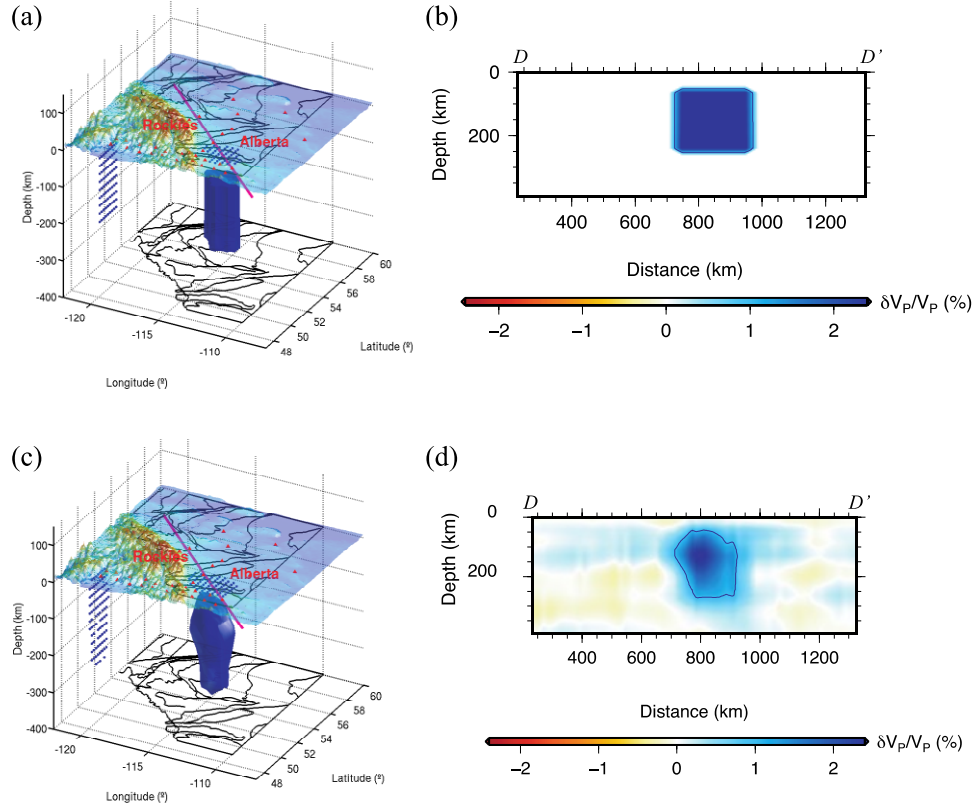 (a)
Rockies
Alberta
Depth (km)
100
0
-100
-200
-300
-400
-120
-115
-110
48
50
52
54
56
58
60
Latitude (º)
Longitude (º)
(b)
D D’
0
200
Depth (km)
400 600 800 1000 1200
Distance (km)
δVP/VP (%)
−2 −1 0 1 2
(c)
Rockies
Alberta
Depth (km)
100
0
-100
-200
-300
-400
-120
-115
-110
48
50
52
54
56
58
60
Latitude (º)
Longitude (º)
(d)
D D’
0
200
Depth (km)
400 600 800 1000 1200
Distance (km)
δVP/VP (%)
−2 −1 0 1 2